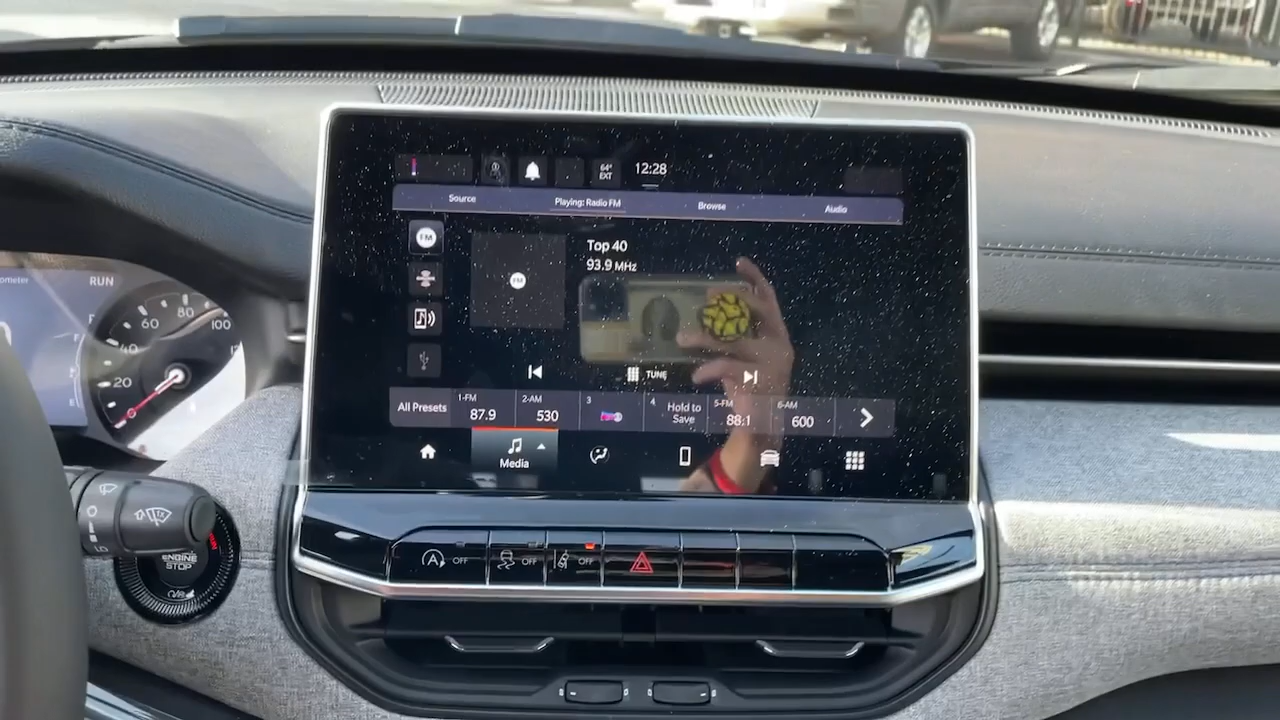 64°
EXT
12:28
Source
Playing: Radio FM
Browse
Audio
FM
Top 40
93.9 MHz
FM
TUNE
All Presets
1-FM
87.9
2-AM
530
3
4
Hold to
Save
5-FM
88.1
6-AM
600
Media
RUN
20
40
60
80
100
OFF
OFF
OFF
1x
RUN
ENGINE
STOP